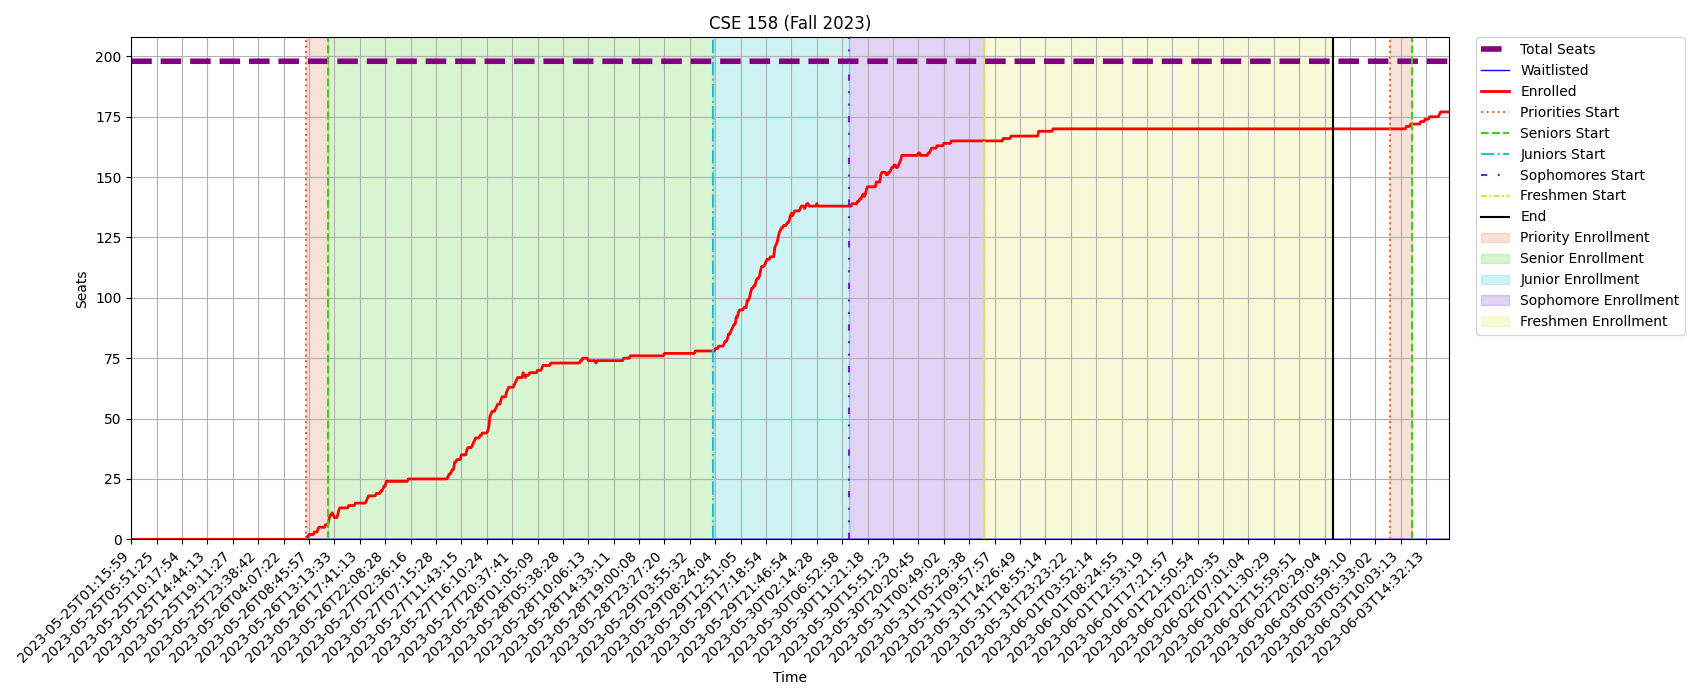 CSE 158 (Fall 2023)
Seats
200
175
150
125
100
75
50
25
0
2023-05-25T01:15:59
2023-05-25T05:51:25
2023-05-25T10:17:54
2023-05-25T14:44:13
2023-05-25T19:11:27
2023-05-25T23:38:42
2023-05-26T04:07:22
2023-05-26T08:45:57
2023-05-26T13:13:33
2023-05-26T17:41:13
2023-05-26T22:08:28
2023-05-27T02:36:16
2023-05-27T07:15:28
2023-05-27T11:43:15
2023-05-27T16:10:24
2023-05-27T20:37:41
2023-05-28T01:05:09
2023-05-28T05:38:28
2023-05-28T10:06:13
2023-05-28T14:33:11
2023-05-28T19:00:08
2023-05-28T23:27:20
2023-05-29T03:55:32
2023-05-29T08:24:04
2023-05-29T12:51:05
2023-05-29T17:18:54
2023-05-29T21:46:54
2023-05-30T02:14:28
2023-05-30T06:52:58
2023-05-30T11:21:18
2023-05-30T15:51:23
2023-05-30T20:20:45
2023-05-31T00:49:02
2023-05-31T05:29:38
2023-05-31T09:57:57
2023-05-31T14:26:49
2023-05-31T18:55:14
2023-05-31T23:23:22
2023-06-01T03:52:14
2023-06-01T08:24:55
2023-06-01T12:53:19
2023-06-01T17:21:57
2023-06-01T21:50:54
2023-06-02T02:20:35
2023-06-02T07:01:04
2023-06-02T11:30:29
2023-06-02T15:59:51
2023-06-02T20:29:04
2023-06-03T00:59:10
2023-06-03T05:33:02
2023-06-03T10:03:13
2023-06-03T14:32:13
Time
Total Seats
Waitlisted
Enrolled
Priorities Start
Seniors Start
Juniors Start
Sophomores Start
Freshmen Start
End
Priority Enrollment
Senior Enrollment
Junior Enrollment
Sophomore Enrollment
Freshmen Enrollment